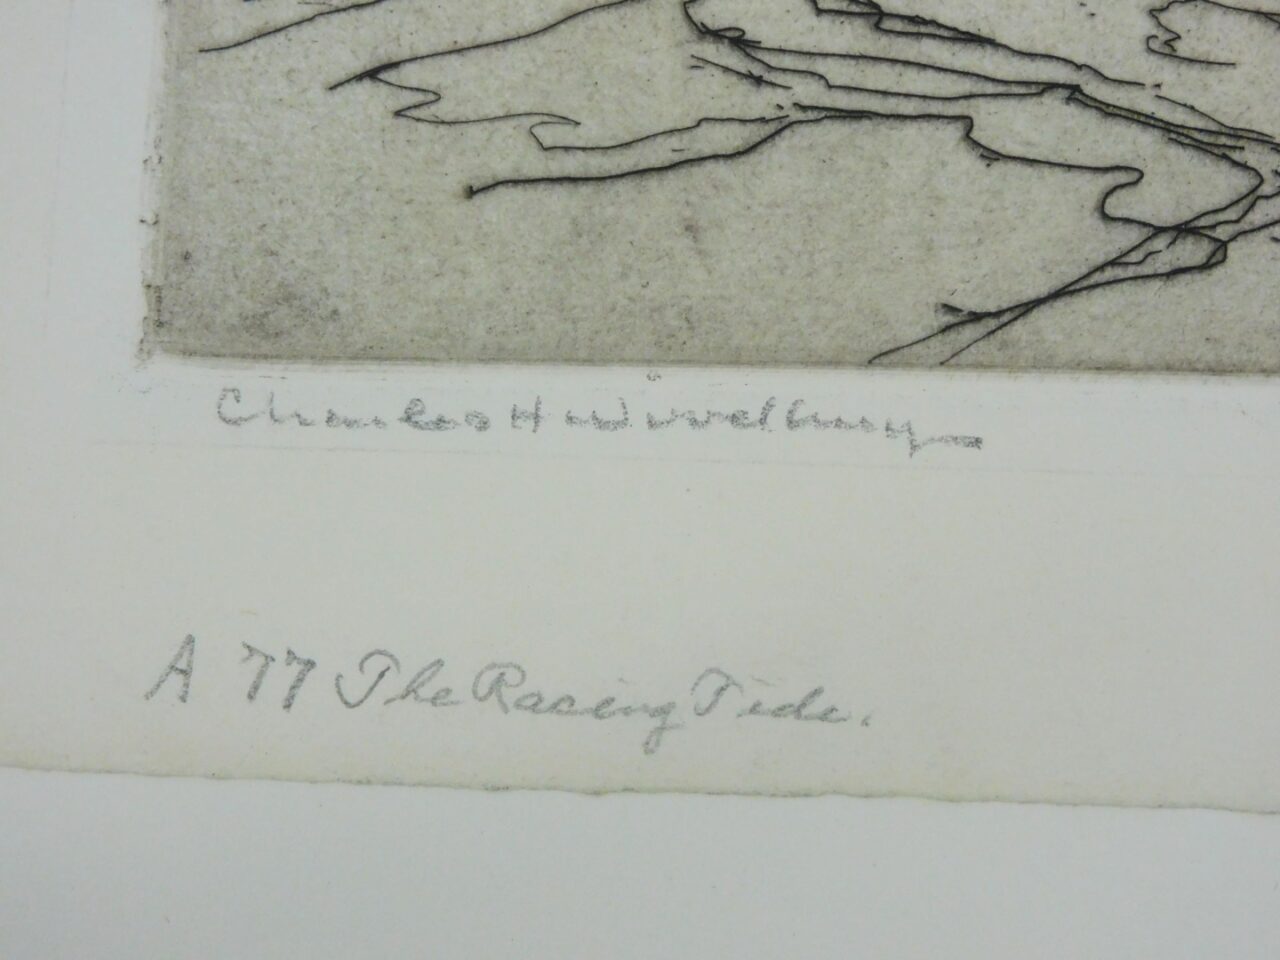 Charles H Woodbury
A 77 The Racing Tide.